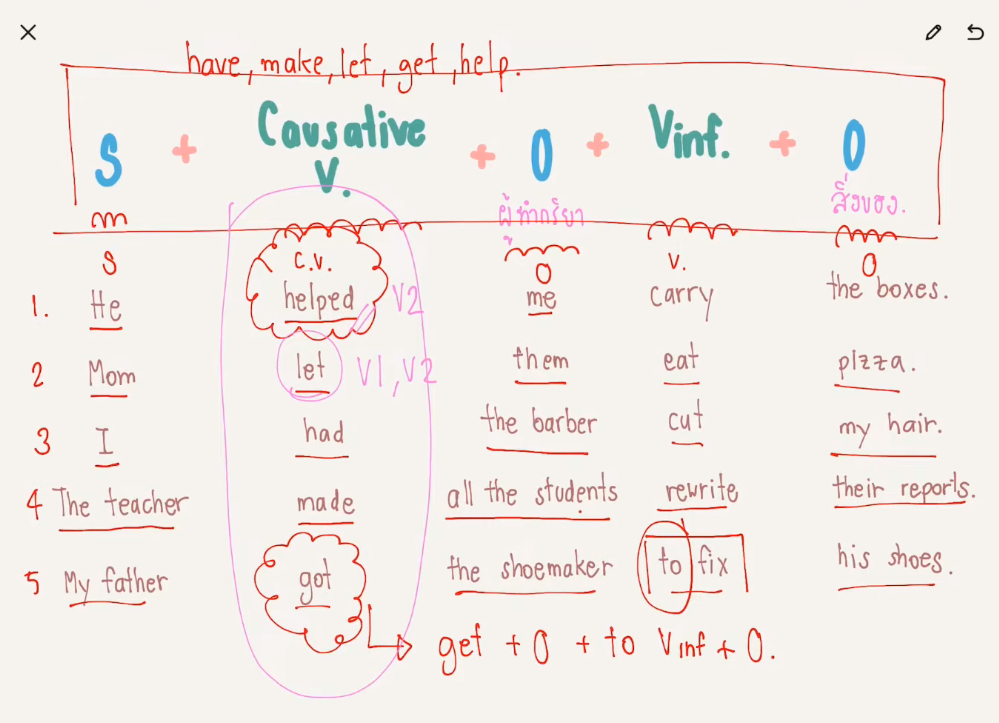 have, make, let, get, help.
S + Causative V. + O + Vinf. + O
ผู้ทำกริยา สิ่งของ.
S C.V. O V. O
1. He helped V2 me carry the boxes.
2 Mom let V1, V2 them eat pizza.
3 I had the barber cut my hair.
4 The teacher made all the students rewrite their reports.
5 My father got the shoemaker to fix his shoes.
get + O + to Vinf + O.